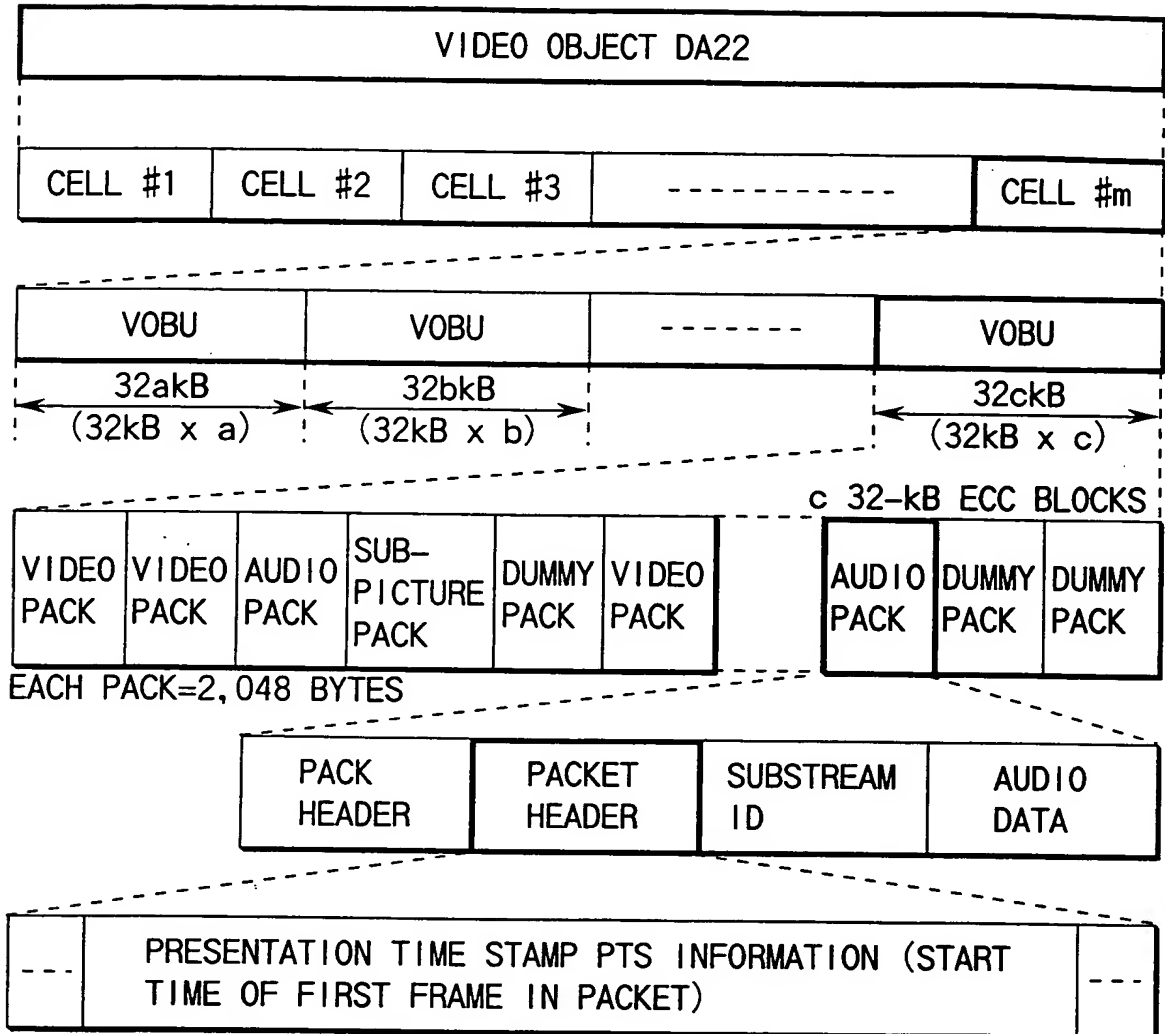 VIDEO OBJECT DA22
CELL #1 CELL #2 CELL #3 ----------- CELL #m
VOBU VOBU ------- VOBU
32akB 32bkB 32ckB
(32kB x a) (32kB x b) (32kB x c)
c 32-kB ECC BLOCKS
VIDEO PACK
VIDEO PACK
AUDIO PACK
SUB-
PICTURE
PACK
DUMMY PACK
VIDEO PACK
AUDIO PACK
DUMMY PACK
DUMMY PACK
EACH PACK=2,048 BYTES
PACK
HEADER
PACKET
HEADER
SUBSTREAM
ID
AUDIO
DATA
--- PRESENTATION TIME STAMP PTS INFORMATION (START ---
TIME OF FIRST FRAME IN PACKET)